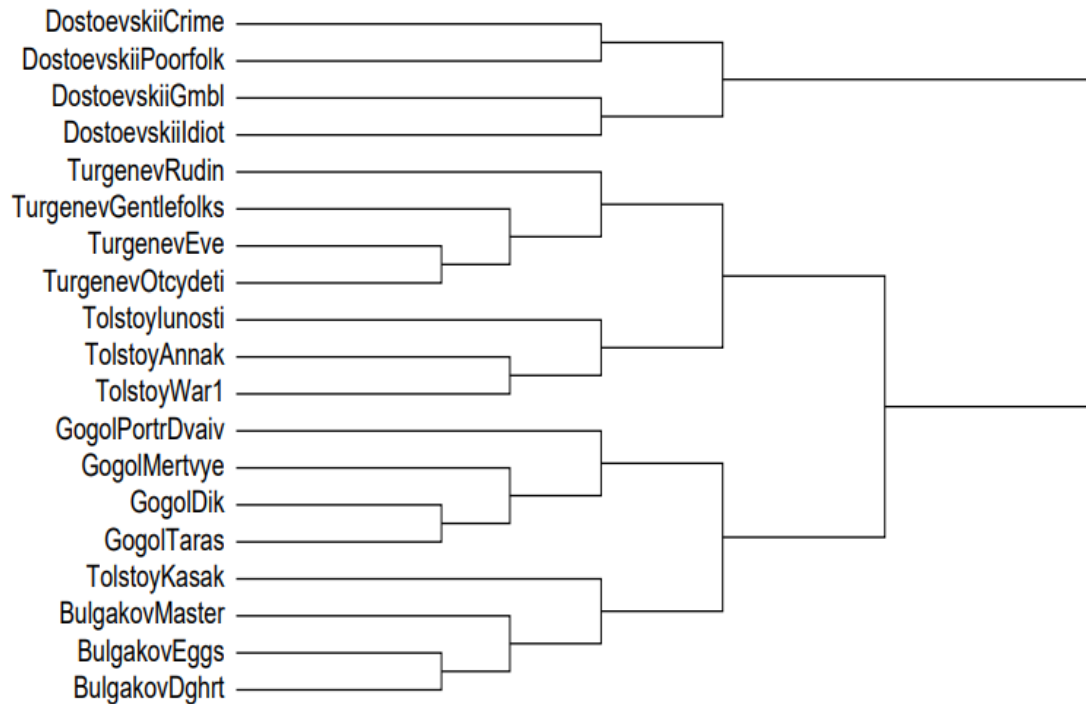 DostoevskiiCrime
DostoevskiiPoorfolk
DostoevskiiGmbl
DostoevskiiIdiot
TurgenevRudin
TurgenevGentlefolks
TurgenevEve
TurgenevOtcydeti
TolstoyIunosti
TolstoyAnnak
TolstoyWar1
GogolPortrDvaiv
GogolMertvye
GogolDik
GogolTaras
TolstoyKasak
BulgakovMaster
BulgakovEggs
BulgakovDghrt